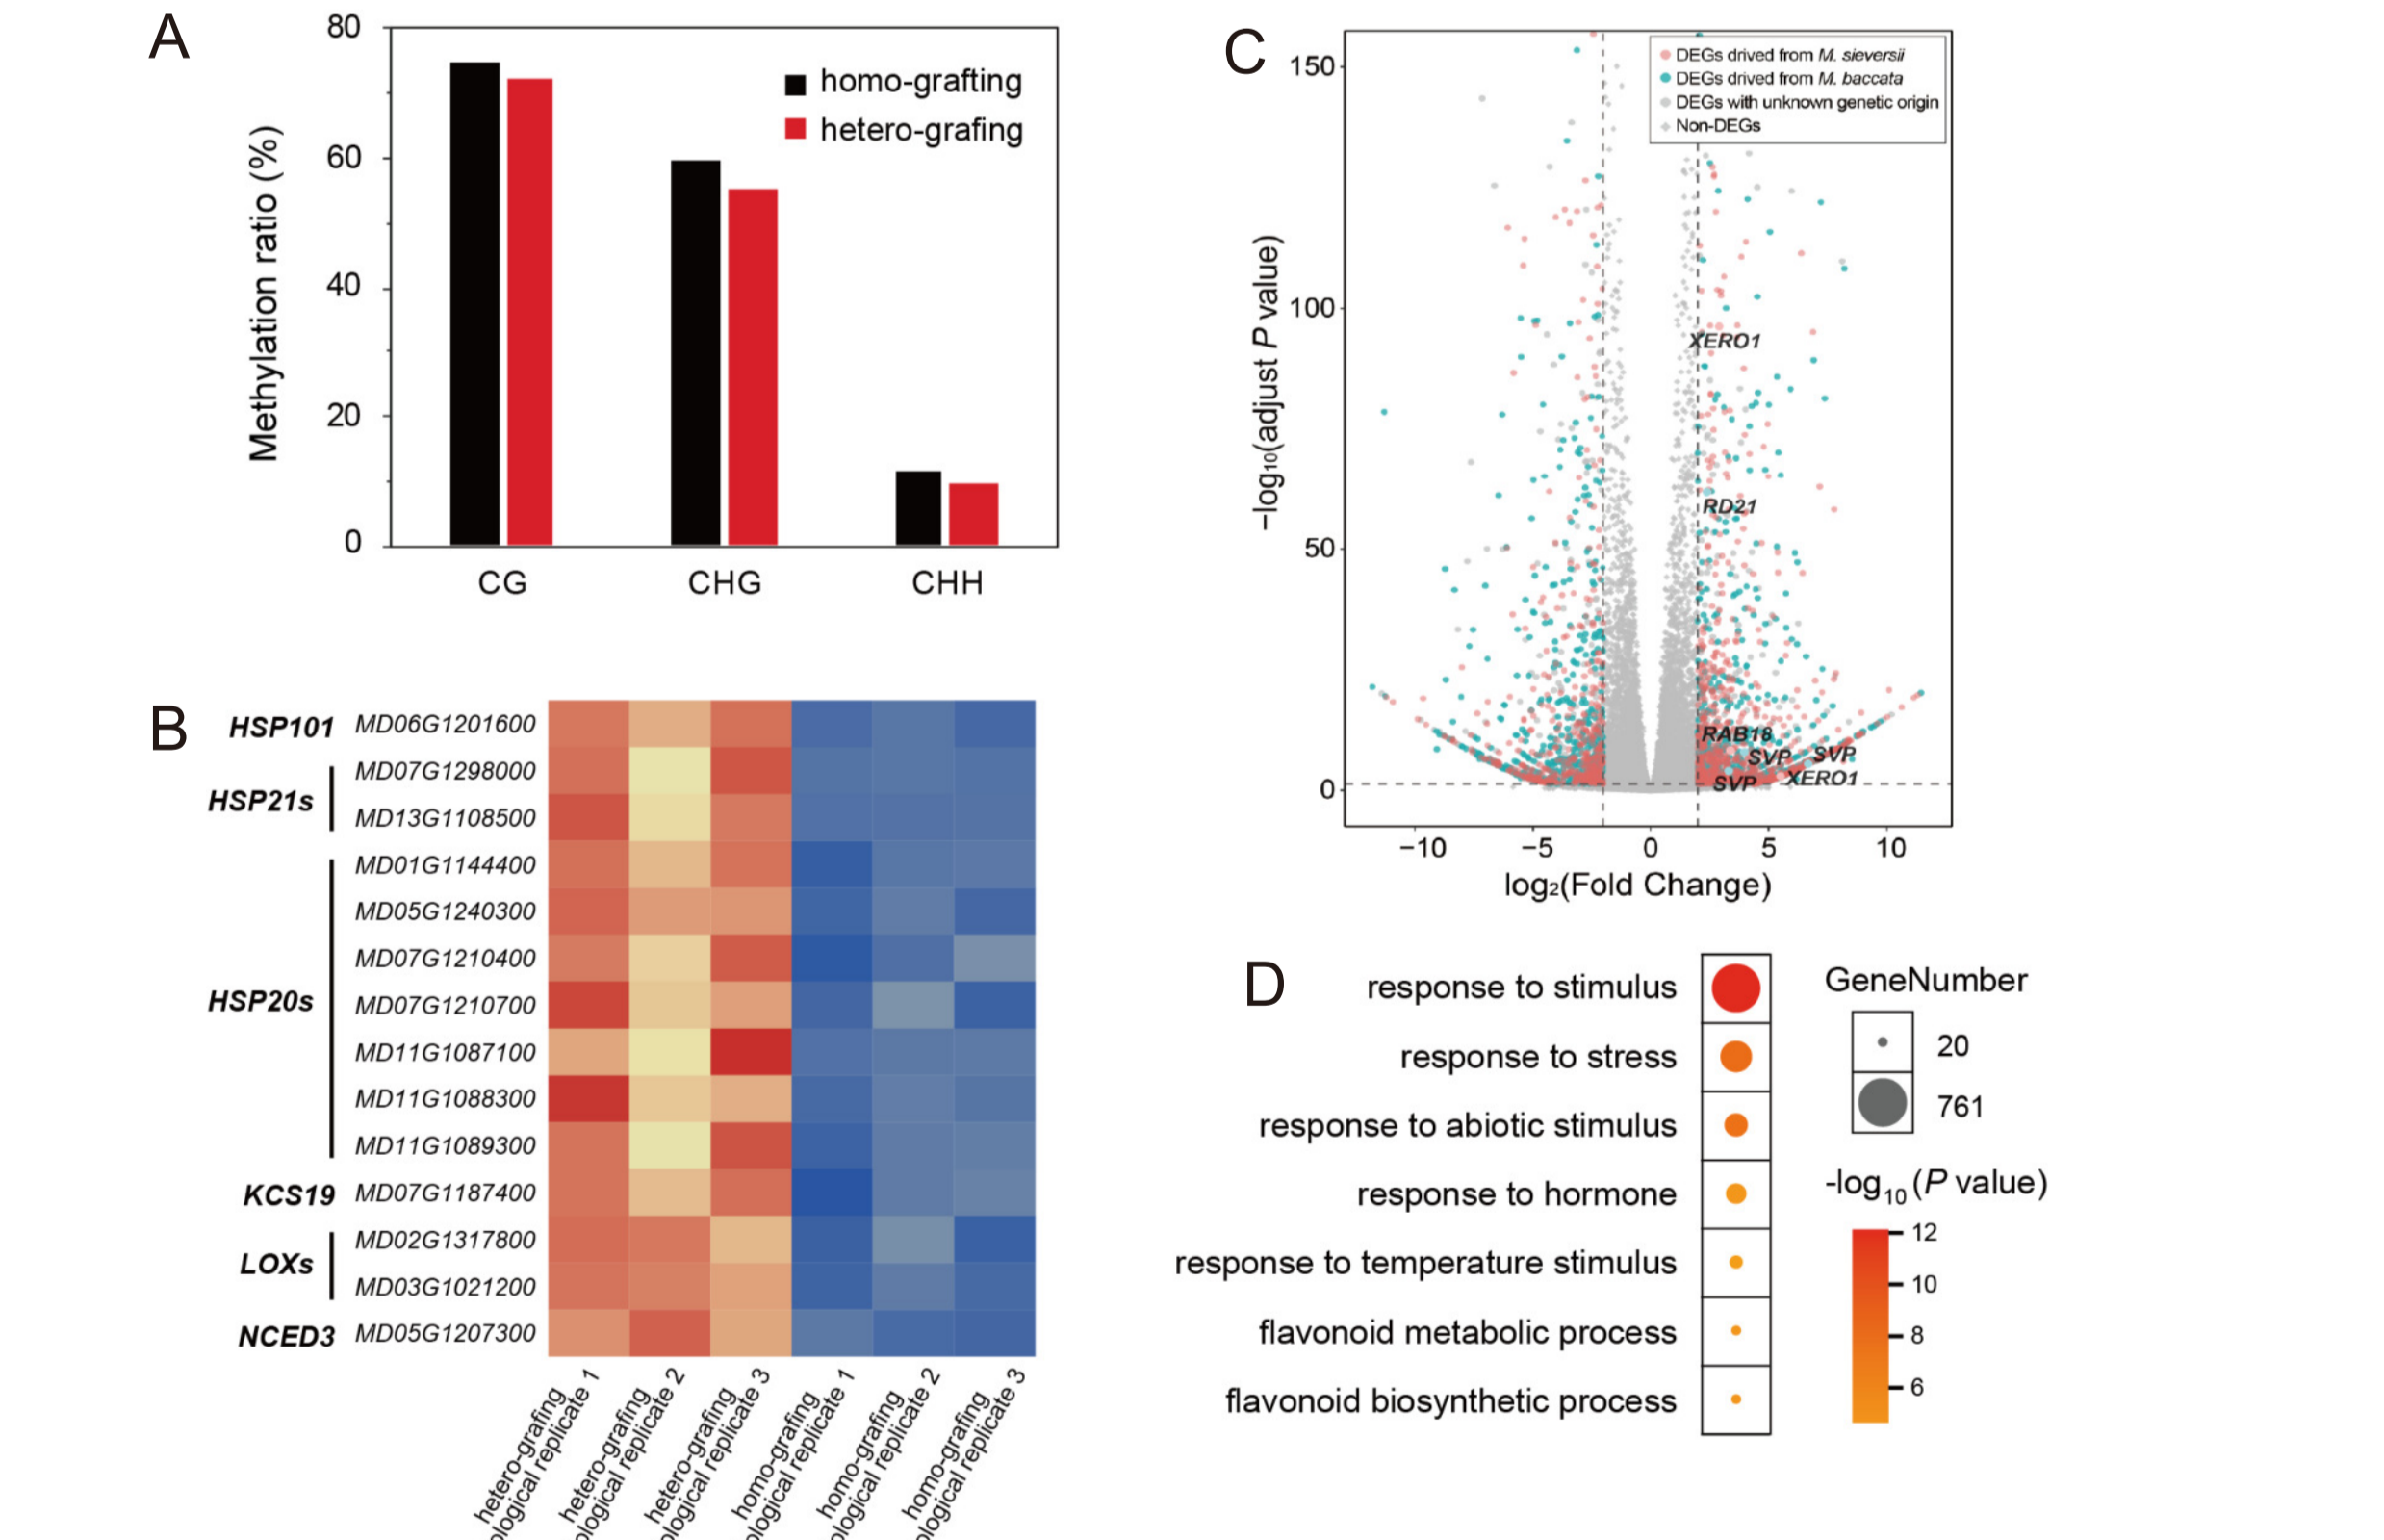 A
80
60
40
20
0
Methylation ratio (%)
homo-grafting
hetero-grafing
CG
CHG
CHH
B
HSP101
MD06G1201600
HSP21s
MD07G1298000
MD13G1108500
HSP20s
MD01G1144400
MD05G1240300
MD07G1210400
MD07G1210700
MD11G1087100
MD11G1088300
MD11G1089300
KCS19
MD07G1187400
LOXs
MD02G1317800
MD03G1021200
NCED3
MD05G1207300
hetero-grafing
ological replicate 1
hetero-grafing
ological replicate 2
hetero-grafing
ological replicate 3
homo-grafing
ological replicate 1
homo-grafing
ological replicate 2
homo-grafing
ological replicate 3
C
150
100
50
0
−log₁₀(adjust P value)
DEGs drived from M. sieversii
DEGs drived from M. baccata
DEGs with unknown genetic origin
Non-DEGs
XERO1
RD21
RAB18
SVP
SVP
SVP
XERO1
−10
−5
0
5
10
log₂(Fold Change)
D
response to stimulus
response to stress
response to abiotic stimulus
response to hormone
response to temperature stimulus
flavonoid metabolic process
flavonoid biosynthetic process
GeneNumber
20
761
-log₁₀(P value)
12
10
8
6